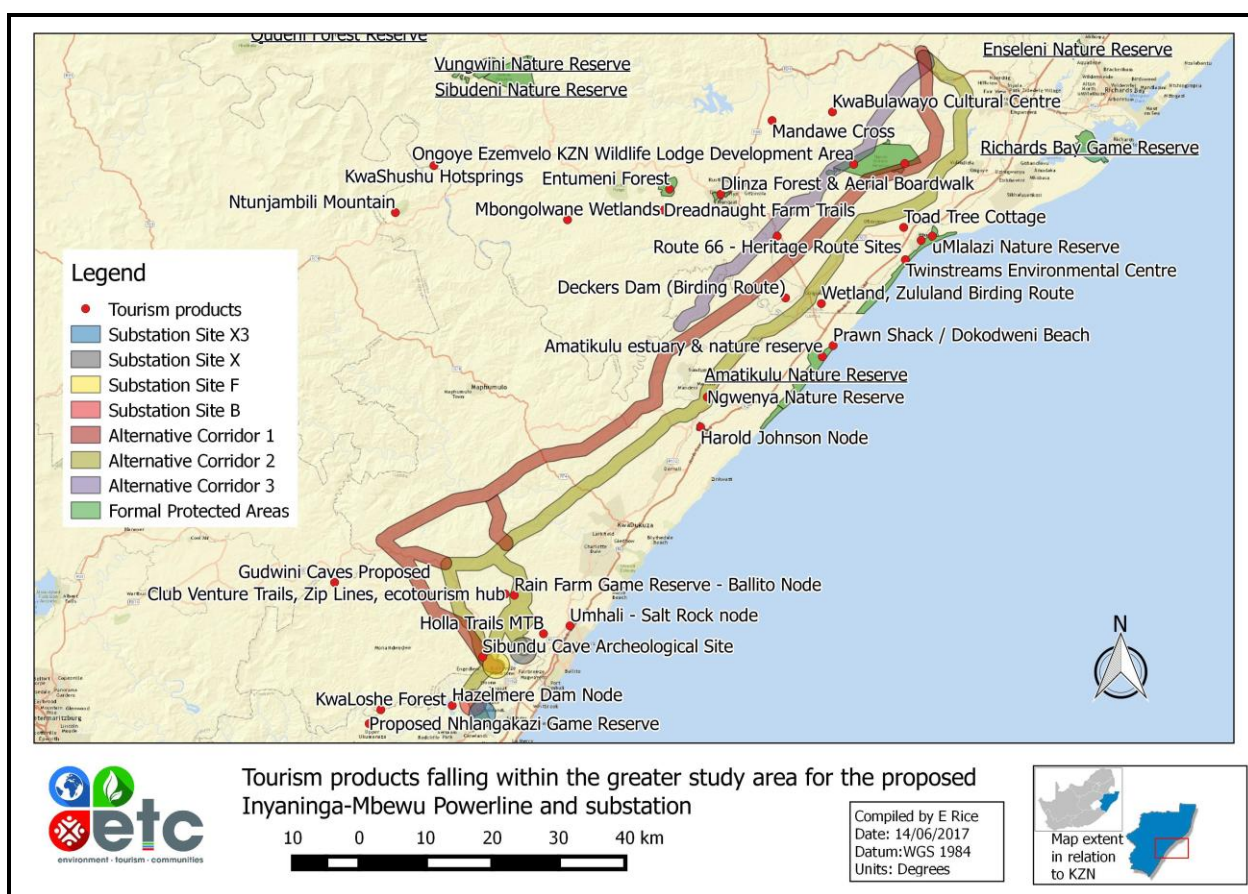 Qudeni Forest Reserve
Enseleni Nature Reserve
Vungwini Nature Reserve
Sibudeni Nature Reserve
KwaBulawayo Cultural Centre
Mandawe Cross
Richards Bay Game Reserve
Ongoye Ezemvelo KZN Wildlife Lodge Development Area
KwaShushu Hotsprings
Entumeni Forest
Dlinza Forest & Aerial Boardwalk
Ntunjambili Mountain
Mbongolwane Wetlands
Dreadnaught Farm Trails
Toad Tree Cottage
Route 66 - Heritage Route Sites
uMlalazi Nature Reserve
Twinstreams Environmental Centre
Deckers Dam (Birding Route)
Wetland, Zululand Birding Route
Prawn Shack / Dokodweni Beach
Amatikulu estuary & nature reserve
Amatikulu Nature Reserve
Ngwenya Nature Reserve
Harold Johnson Node
Maphumulo
KwaDukuza
Legend
Tourism products
Substation Site X3
Substation Site X
Substation Site F
Substation Site B
Alternative Corridor 1
Alternative Corridor 2
Alternative Corridor 3
Formal Protected Areas
Gudwini Caves Proposed
Club Venture Trails, Zip Lines, ecotourism hub
Rain Farm Game Reserve - Ballito Node
Holla Trails MTB
Umhali - Salt Rock node
Sibundu Cave Archeological Site
KwaLoshe Forest
Hazelmere Dam Node
Proposed Nhlangakazi Game Reserve
N
etc
environment · tourism · communities
Tourism products falling within the greater study area for the proposed
Inyaninga-Mbewu Powerline and substation
10 0 10 20 30 40 km
Compiled by E Rice
Date: 14/06/2017
Datum:WGS 1984
Units: Degrees
Map extent
in relation
to KZN